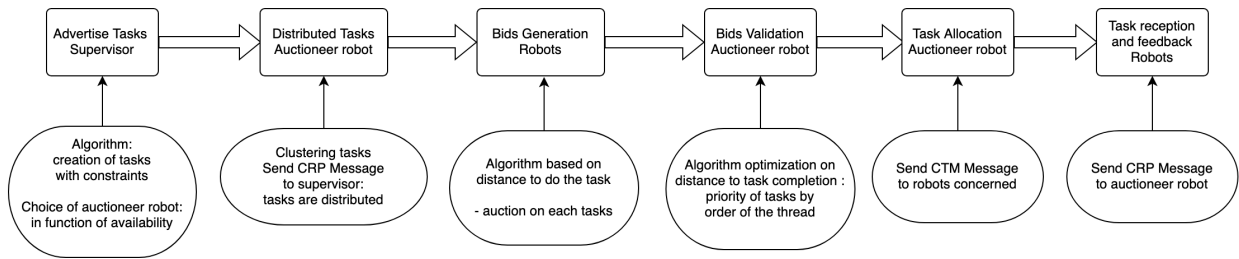 Advertise Tasks
Supervisor
Distributed Tasks
Auctioneer robot
Bids Generation
Robots
Bids Validation
Auctioneer robot
Task Allocation
Auctioneer robot
Task reception
and feedback
Robots
Algorithm:
creation of tasks
with constraints
Choice of auctioneer robot:
in function of availability
Clustering tasks
Send CRP Message
to supervisor:
tasks are distributed
Algorithm based on
distance to do the task
- auction on each tasks
Algorithm optimization on
distance to task completion :
priority of tasks by
order of the thread
Send CTM Message
to robots concerned
Send CRP Message
to auctioneer robot